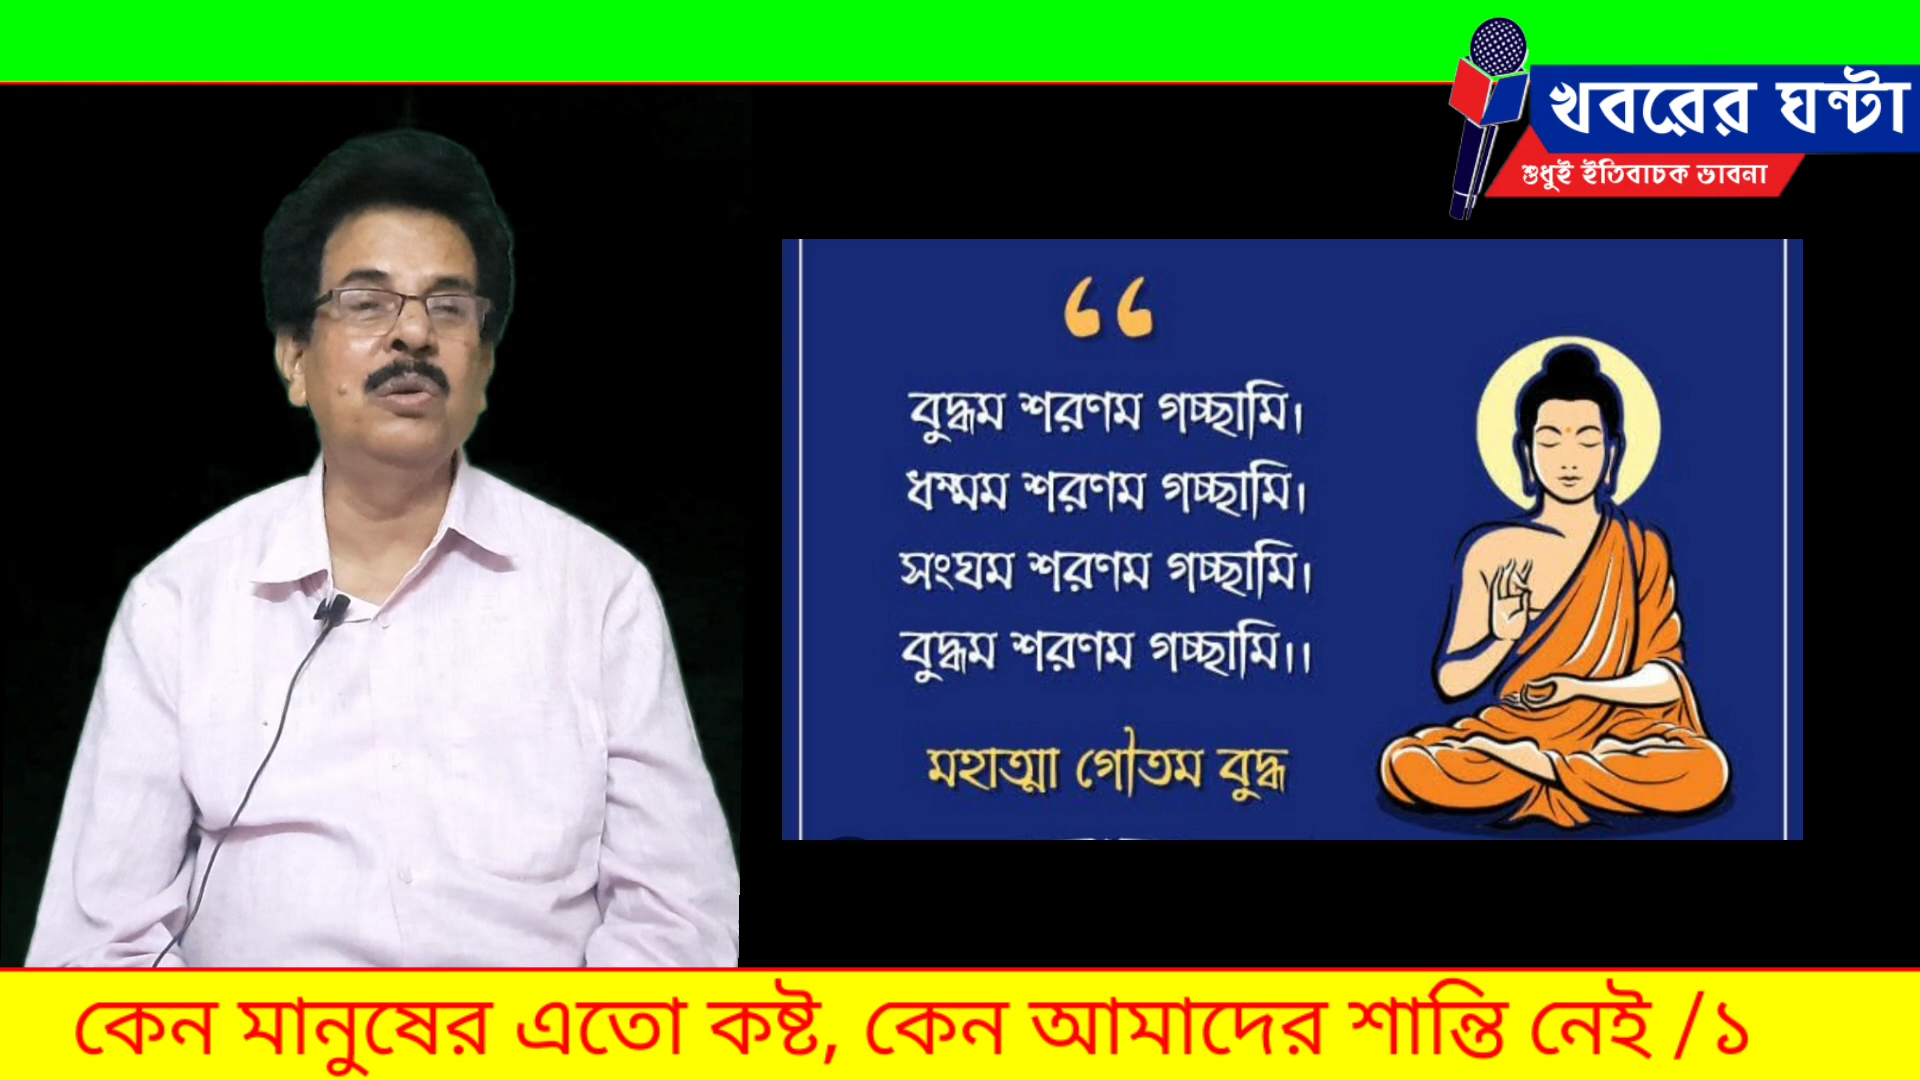 খবরের ঘন্টা
শুধুই ইতিবাচক ভাবনা
“
বুদ্ধম শরণম গচ্ছামি।
ধম্মম শরণম গচ্ছামি।
সংঘম শরণম গচ্ছামি।
বুদ্ধম শরণম গচ্ছামি।।
মহাত্মা গৌতম বুদ্ধ
কেন মানুষের এতো কষ্ট, কেন আমাদের শান্তি নেই /১